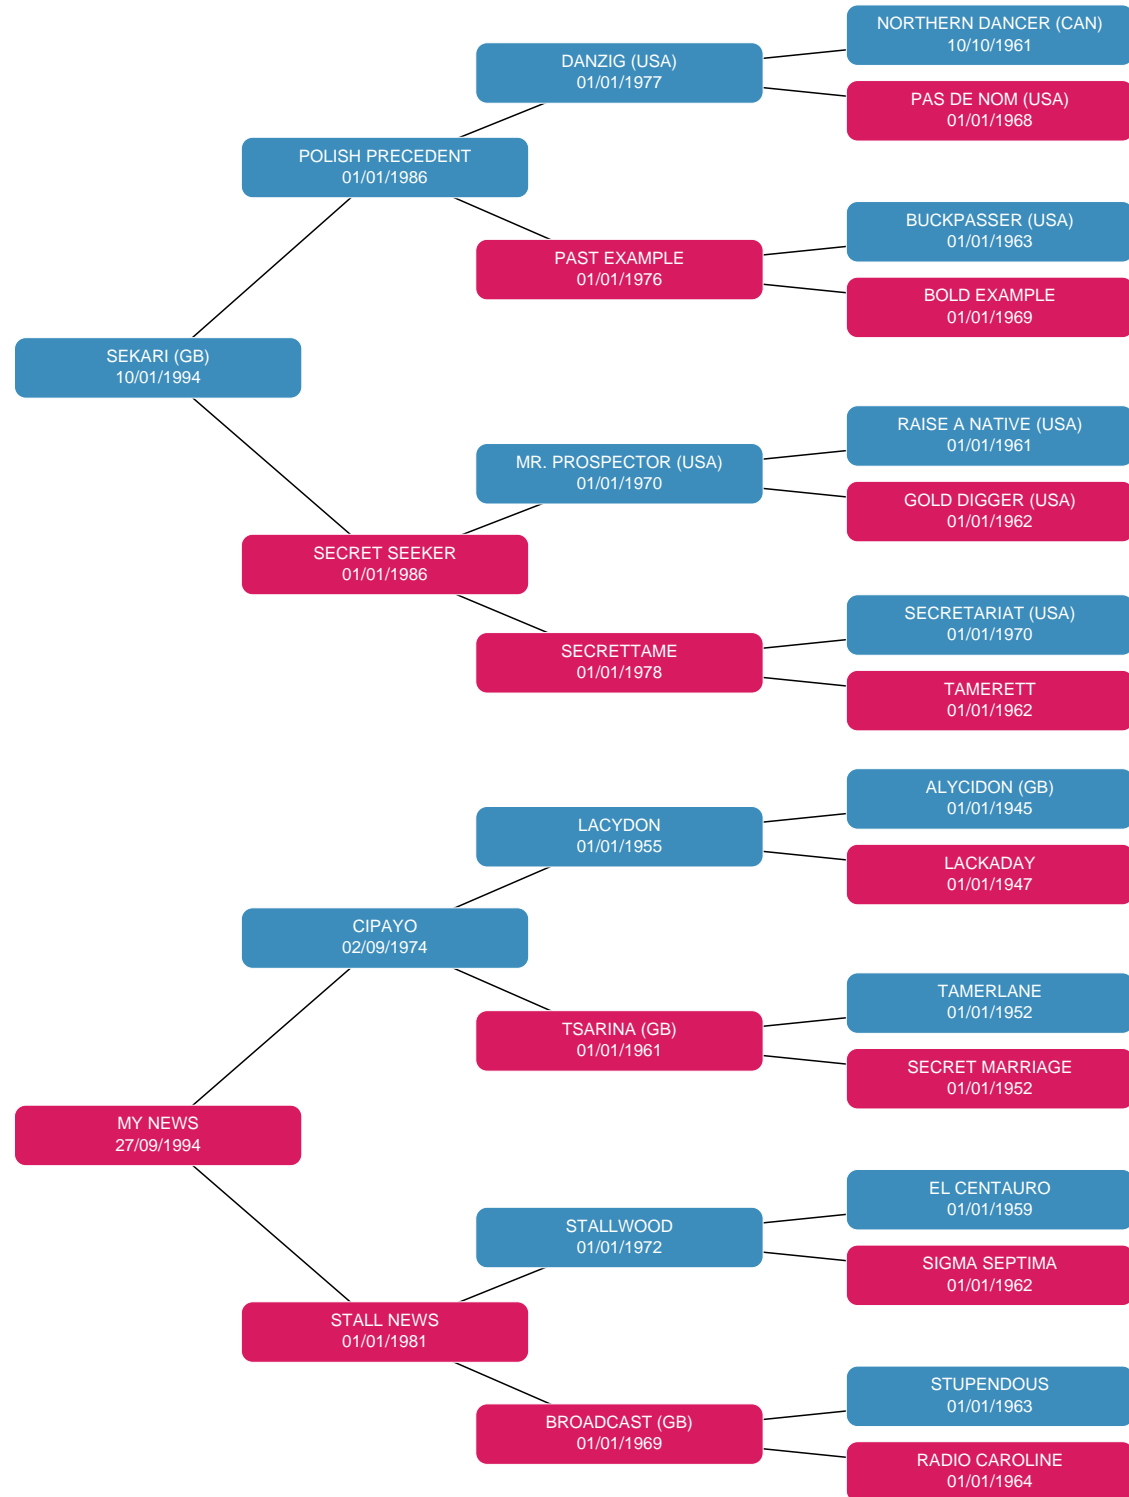 NORTHERN DANCER (CAN)
10/10/1961
DANZIG (USA)
01/01/1977
PAS DE NOM (USA)
01/01/1968
POLISH PRECEDENT
01/01/1986
BUCKPASSER (USA)
01/01/1963
PAST EXAMPLE
01/01/1976
BOLD EXAMPLE
01/01/1969
SEKARI (GB)
10/01/1994
RAISE A NATIVE (USA)
01/01/1961
MR. PROSPECTOR (USA)
01/01/1970
GOLD DIGGER (USA)
01/01/1962
SECRET SEEKER
01/01/1986
SECRETARIAT (USA)
01/01/1970
SECRETTAME
01/01/1978
TAMERETT
01/01/1962
ALYCIDON (GB)
01/01/1945
LACYDON
01/01/1955
LACKADAY
01/01/1947
CIPAYO
02/09/1974
TAMERLANE
01/01/1952
TSARINA (GB)
01/01/1961
SECRET MARRIAGE
01/01/1952
MY NEWS
27/09/1994
EL CENTAURO
01/01/1959
STALLWOOD
01/01/1972
SIGMA SEPTIMA
01/01/1962
STALL NEWS
01/01/1981
STUPENDOUS
01/01/1963
BROADCAST (GB)
01/01/1969
RADIO CAROLINE
01/01/1964